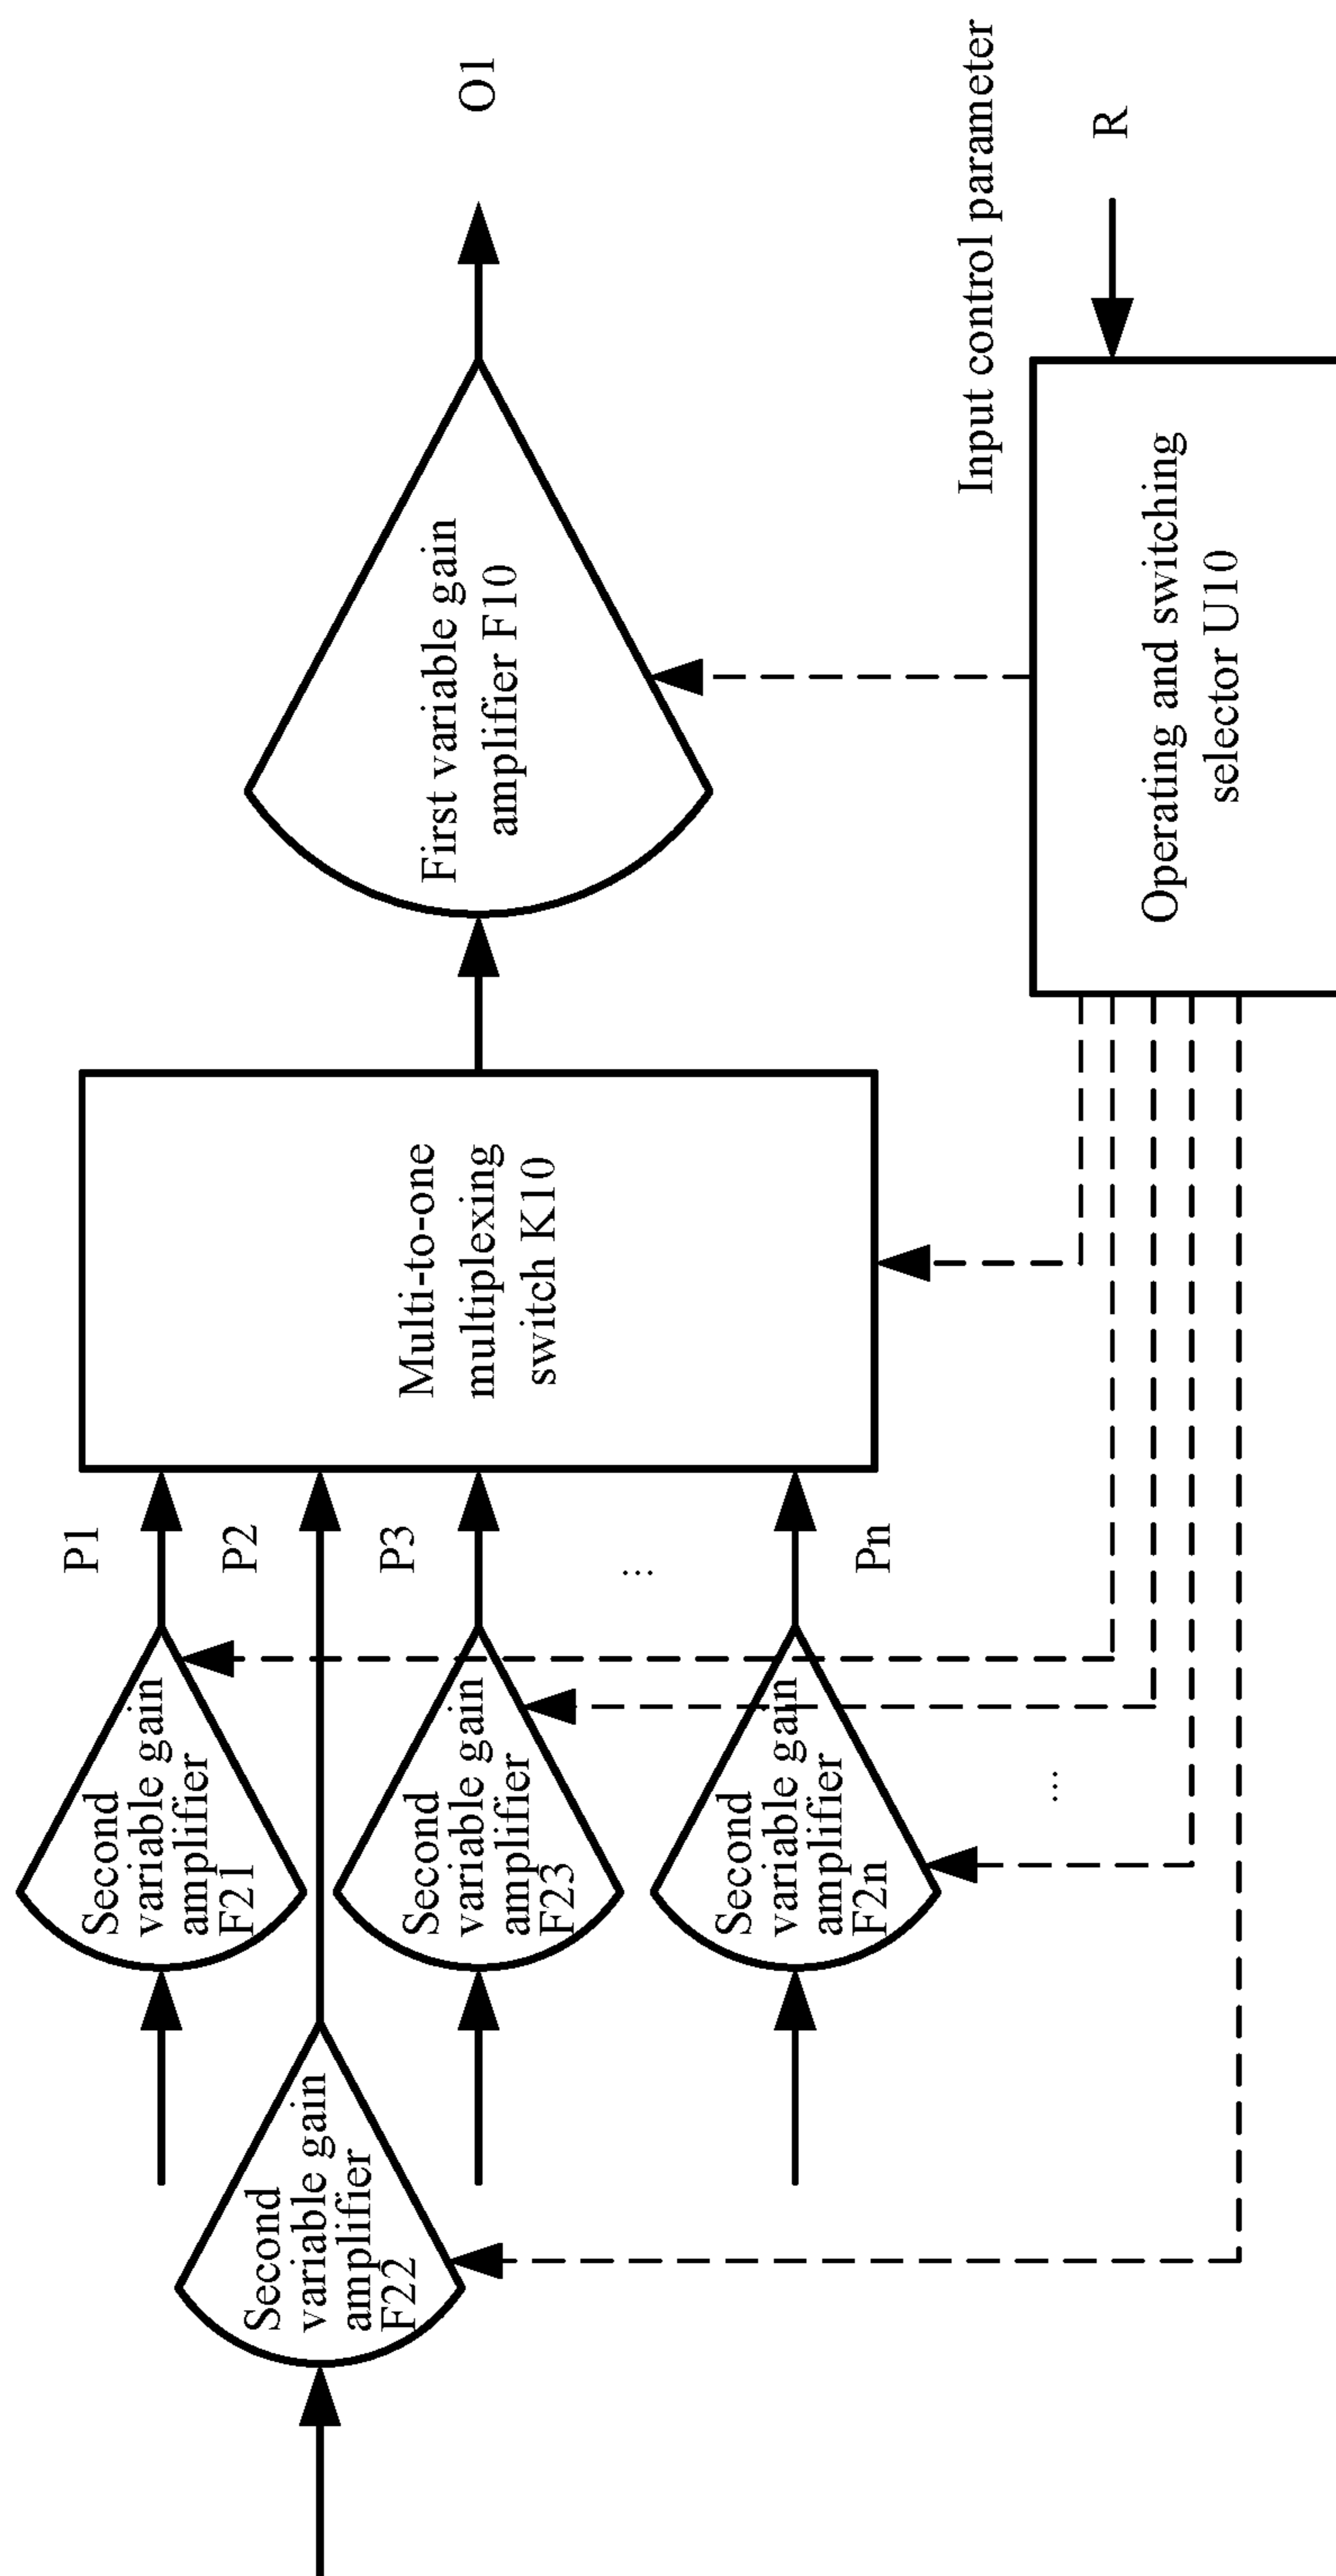 Second
variable gain
amplifier
F21
P1
Second
variable gain
amplifier
F22
P2
Second
variable gain
amplifier
F23
P3
...
Second
variable gain
amplifier
F2n
Pn
...
Multi-to-one
multiplexing
switch K10
First variable gain
amplifier F10
O1
Input control parameter
R
Operating and switching
selector U10